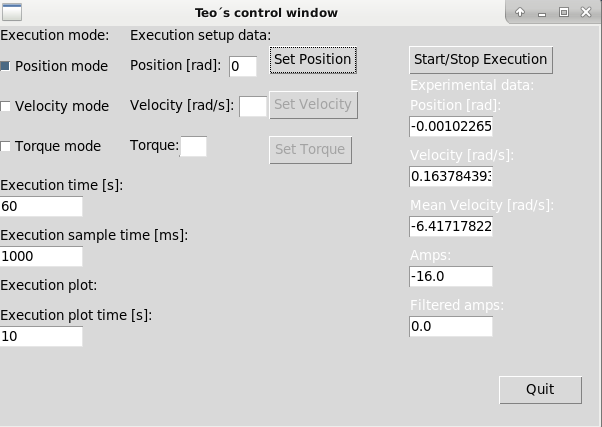 Teo´s control window
Execution mode:
Execution setup data:
Position mode
Position [rad]:
0
Set Position
Start/Stop Execution
Experimental data:
Position [rad]:
-0.00102265
Velocity mode
Velocity [rad/s]:
Set Velocity
Torque mode
Torque:
Set Torque
Velocity [rad/s]:
0.16378439
Execution time [s]:
60
Mean Velocity [rad/s]:
-6.41717822
Execution sample time [ms]:
1000
Amps:
-16.0
Execution plot:
Execution plot time [s]:
10
Filtered amps:
0.0
Quit